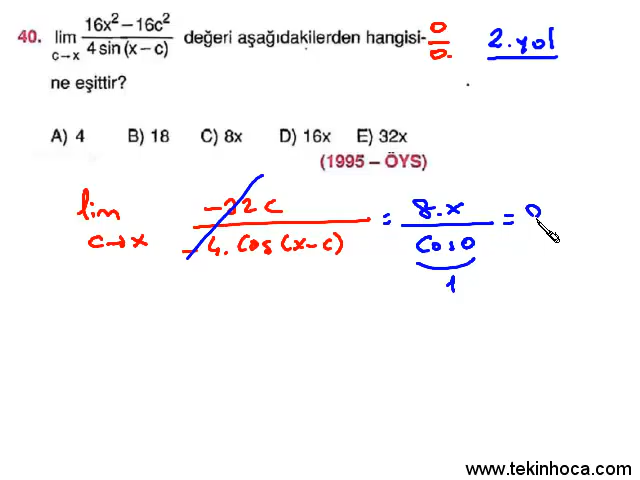 40. lim c→x 16x² – 16c² / 4 sin (x – c) değeri aşağıdakilerden hangisi- 0/0. 2. yol
ne eşittir?
A) 4 B) 18 C) 8x D) 16x E) 32x
(1995 – ÖYS)
lim c→x -32c / -4. Cos(x-c) = 8.x / Cos 0 =
1
www.tekinhoca.com